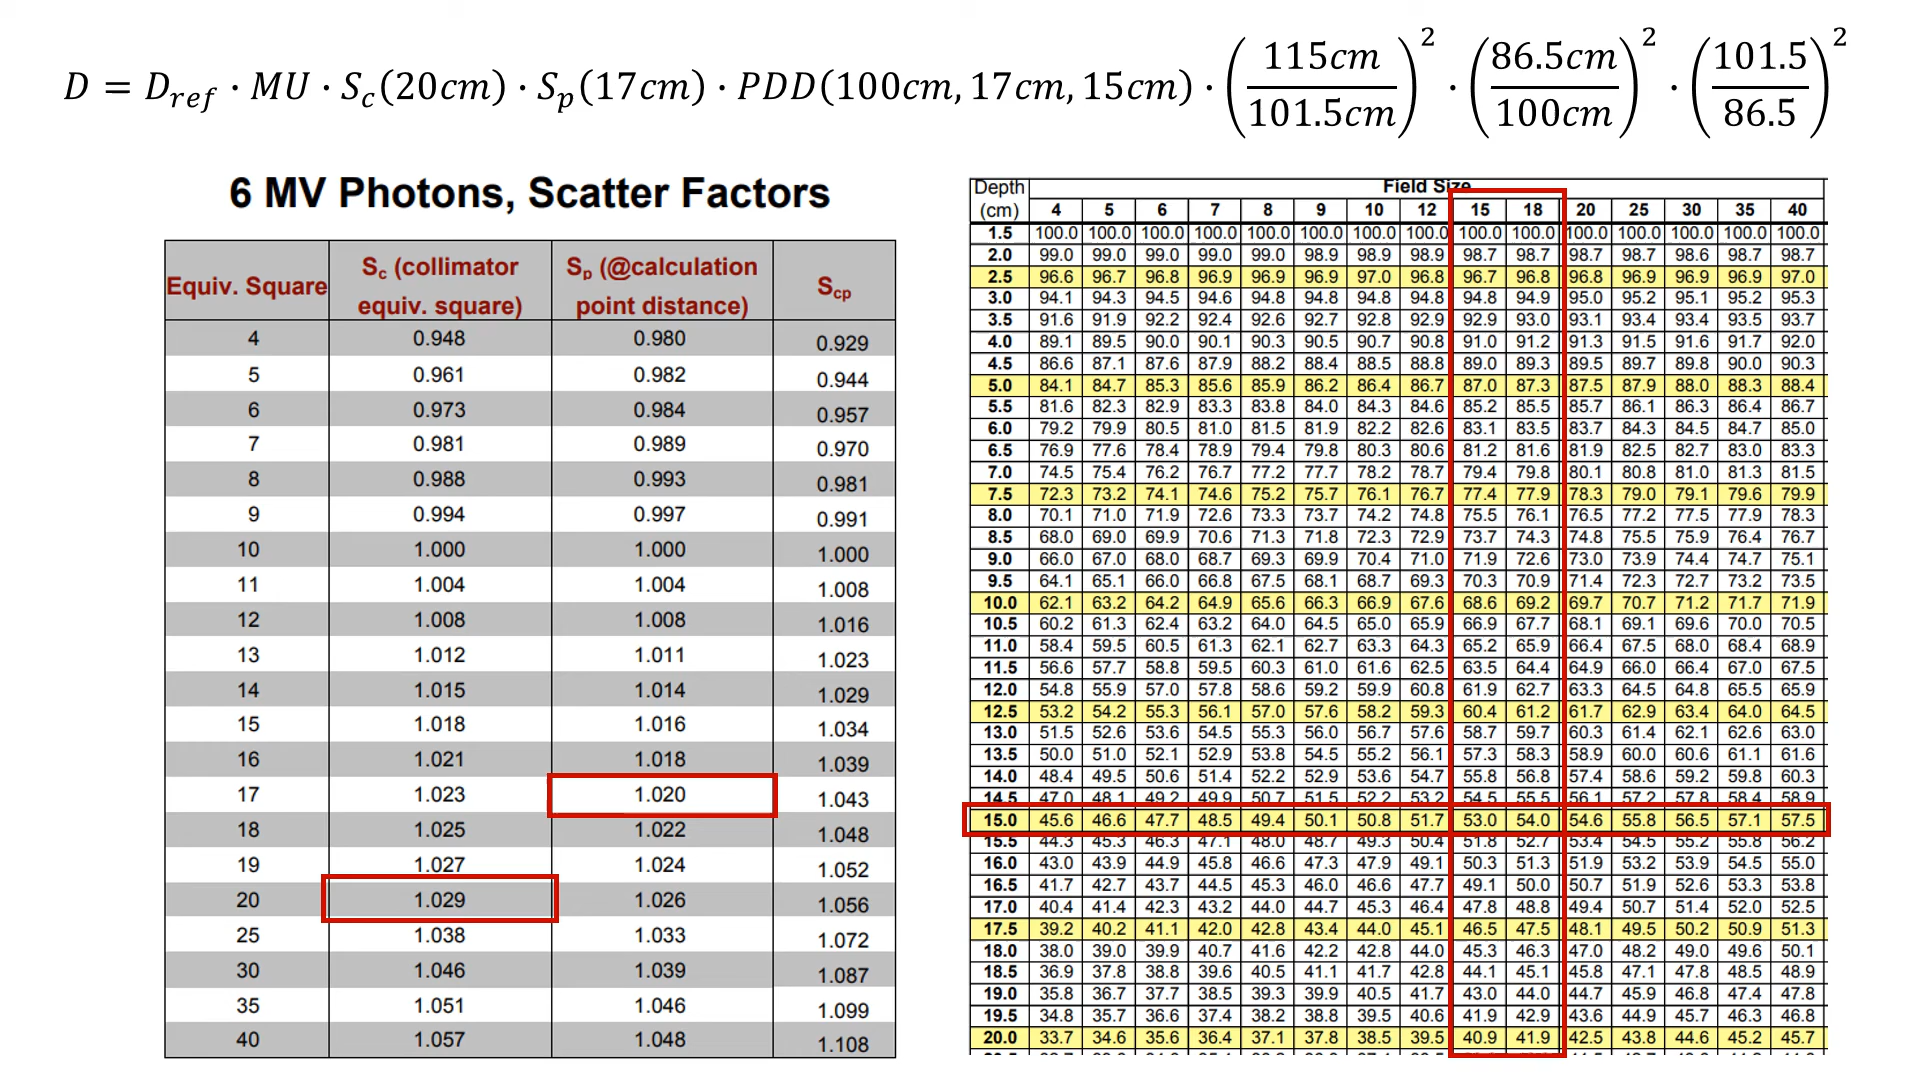 D = D_ref · MU · S_c(20cm) · S_p(17cm) · PDD(100cm, 17cm, 15cm) · (115cm/101.5cm)² · (86.5cm/100cm)² · (101.5/86.5)²
6 MV Photons, Scatter Factors
Equiv. Square Sc (collimator equiv. square) Sp (@calculation point distance) Scp
4 0.948 0.980 0.929
5 0.961 0.982 0.944
6 0.973 0.984 0.957
7 0.981 0.989 0.970
8 0.988 0.993 0.981
9 0.994 0.997 0.991
10 1.000 1.000 1.000
11 1.004 1.004 1.008
12 1.008 1.008 1.016
13 1.012 1.011 1.023
14 1.015 1.014 1.029
15 1.018 1.016 1.034
16 1.021 1.018 1.039
17 1.023 1.020 1.043
18 1.025 1.022 1.048
19 1.027 1.024 1.052
20 1.029 1.026 1.056
25 1.038 1.033 1.072
30 1.046 1.039 1.087
35 1.051 1.046 1.099
40 1.057 1.048 1.108
Depth (cm) Field Size
4 5 6 7 8 9 10 12 15 18 20 25 30 35 40
1.5 100.0 100.0 100.0 100.0 100.0 100.0 100.0 100.0 100.0 100.0 100.0 100.0 100.0 100.0 100.0
2.0 99.0 99.0 99.0 99.0 99.0 98.9 98.9 98.9 98.7 98.7 98.7 98.7 98.6 98.7 98.7
2.5 96.6 96.7 96.8 96.9 96.9 96.9 97.0 96.8 96.7 96.8 96.8 96.9 96.9 96.9 97.0
3.0 94.1 94.3 94.5 94.6 94.8 94.8 94.8 94.8 94.8 94.9 95.0 95.2 95.1 95.2 95.3
3.5 91.6 91.9 92.2 92.4 92.6 92.7 92.8 92.9 92.9 93.0 93.1 93.4 93.4 93.5 93.7
4.0 89.1 89.5 90.0 90.1 90.3 90.5 90.7 90.8 91.0 91.2 91.3 91.5 91.6 91.7 92.0
4.5 86.6 87.1 87.6 87.9 88.2 88.4 88.5 88.8 89.0 89.3 89.5 89.7 89.8 90.0 90.3
5.0 84.1 84.7 85.3 85.6 85.9 86.2 86.4 86.7 87.0 87.3 87.5 87.9 88.0 88.3 88.4
5.5 81.6 82.3 82.9 83.3 83.8 84.0 84.3 84.6 85.2 85.5 85.7 86.1 86.3 86.4 86.7
6.0 79.2 79.9 80.5 81.0 81.5 81.9 82.2 82.6 83.1 83.5 83.7 84.3 84.5 84.7 85.0
6.5 76.9 77.6 78.4 78.9 79.4 79.8 80.3 80.6 81.2 81.6 81.9 82.5 82.7 83.0 83.3
7.0 74.5 75.4 76.2 76.7 77.2 77.7 78.2 78.7 79.4 79.8 80.1 80.8 81.0 81.3 81.5
7.5 72.3 73.2 74.1 74.6 75.2 75.7 76.1 76.7 77.4 77.9 78.3 79.0 79.1 79.6 79.9
8.0 70.1 71.0 71.9 72.6 73.3 73.7 74.2 74.8 75.5 76.1 76.5 77.2 77.5 77.9 78.3
8.5 68.0 69.0 69.9 70.6 71.3 71.8 72.3 72.9 73.7 74.3 74.8 75.5 75.9 76.4 76.7
9.0 66.0 67.0 68.0 68.7 69.3 69.9 70.4 71.0 71.9 72.6 73.0 73.9 74.4 74.7 75.1
9.5 64.1 65.1 66.0 66.8 67.5 68.1 68.7 69.3 70.3 70.9 71.4 72.3 72.7 73.2 73.5
10.0 62.1 63.2 64.2 64.9 65.6 66.3 66.9 67.6 68.6 69.2 69.7 70.7 71.2 71.7 71.9
10.5 60.2 61.3 62.4 63.2 64.0 64.5 65.0 65.9 66.9 67.7 68.1 69.1 69.6 70.0 70.5
11.0 58.4 59.5 60.5 61.3 62.1 62.7 63.3 64.3 65.2 65.9 66.4 67.5 68.0 68.4 68.9
11.5 56.6 57.7 58.8 59.5 60.3 61.0 61.6 62.5 63.5 64.4 64.9 66.0 66.4 67.0 67.5
12.0 54.8 55.9 57.0 57.8 58.6 59.2 59.9 60.8 61.9 62.7 63.3 64.5 64.8 65.5 65.9
12.5 53.2 54.2 55.3 56.1 57.0 57.6 58.2 59.3 60.4 61.2 61.7 62.9 63.4 64.0 64.5
13.0 51.5 52.6 53.6 54.5 55.3 56.0 56.7 57.6 58.7 59.7 60.3 61.4 62.1 62.6 63.0
13.5 50.0 51.0 52.1 52.9 53.8 54.5 55.2 56.1 57.3 58.3 58.9 60.0 60.6 61.1 61.6
14.0 48.4 49.5 50.6 51.4 52.2 52.9 53.6 54.7 55.8 56.8 57.4 58.6 59.2 59.8 60.3
14.5 47.0 48.1 49.2 49.9 50.7 51.5 52.2 53.2 54.5 55.5 56.1 57.2 57.8 58.4 58.9
15.0 45.6 46.6 47.7 48.5 49.4 50.1 50.8 51.7 53.0 54.0 54.6 55.8 56.5 57.1 57.5
15.5 44.3 45.3 46.3 47.1 48.0 48.7 49.3 50.4 51.8 52.7 53.4 54.5 55.2 55.8 56.2
16.0 43.0 43.9 44.9 45.8 46.6 47.3 47.9 49.1 50.3 51.3 51.9 53.2 53.9 54.5 55.0
16.5 41.7 42.7 43.7 44.5 45.3 46.0 46.6 47.7 49.1 50.0 50.7 51.9 52.6 53.3 53.8
17.0 40.4 41.4 42.3 43.2 44.0 44.7 45.3 46.4 47.8 48.8 49.4 50.7 51.4 52.0 52.5
17.5 39.2 40.2 41.1 42.0 42.8 43.4 44.0 45.1 46.5 47.5 48.1 49.5 50.2 50.9 51.3
18.0 38.0 39.0 39.9 40.7 41.6 42.2 42.8 44.0 45.3 46.3 47.0 48.2 49.0 49.6 50.1
18.5 36.9 37.8 38.8 39.6 40.5 41.1 41.7 42.8 44.1 45.1 45.8 47.1 47.8 48.5 48.9
19.0 35.8 36.7 37.7 38.5 39.3 39.9 40.5 41.7 43.0 44.0 44.7 45.9 46.8 47.4 47.8
19.5 34.8 35.7 36.6 37.4 38.2 38.8 39.5 40.6 41.9 42.9 43.6 44.9 45.7 46.3 46.8
20.0 33.7 34.6 35.6 36.4 37.1 37.8 38.5 39.5 40.9 41.9 42.5 43.8 44.6 45.2 45.7